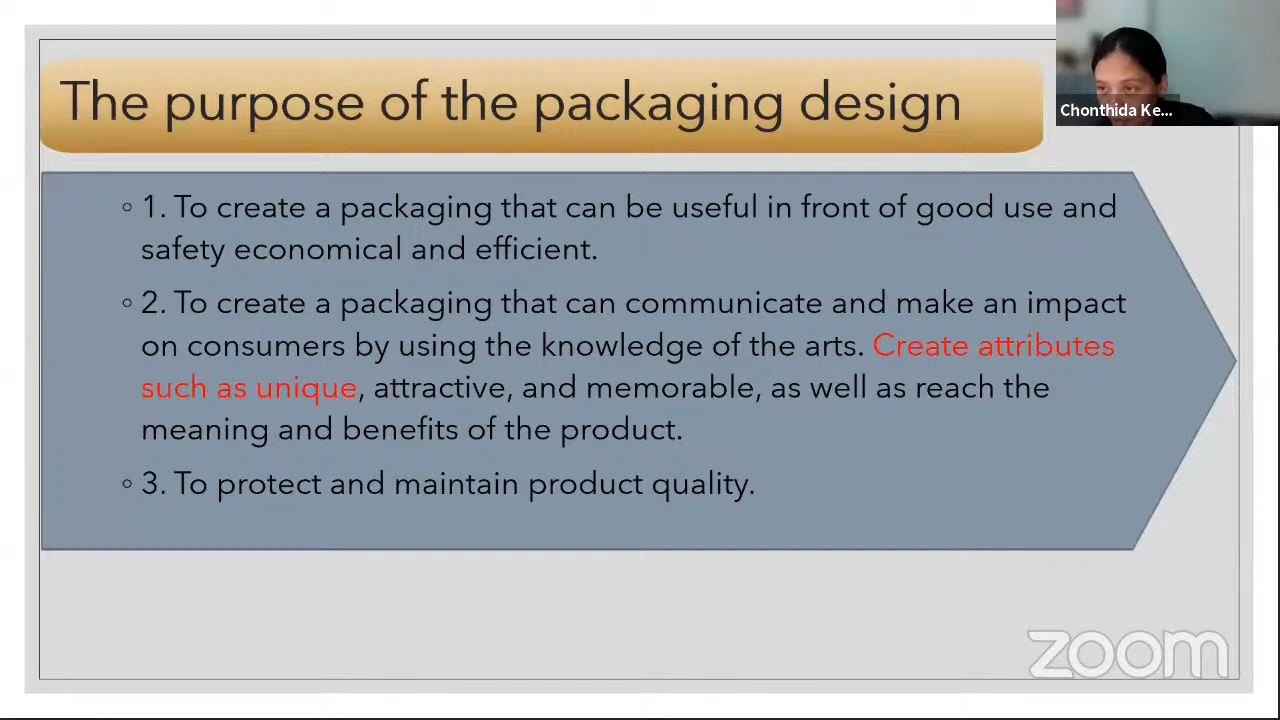 The purpose of the packaging design
Chonthida Ke...
◦ 1. To create a packaging that can be useful in front of good use and
safety economical and efficient.
◦ 2. To create a packaging that can communicate and make an impact
on consumers by using the knowledge of the arts. Create attributes
such as unique, attractive, and memorable, as well as reach the
meaning and benefits of the product.
◦ 3. To protect and maintain product quality.
zoom